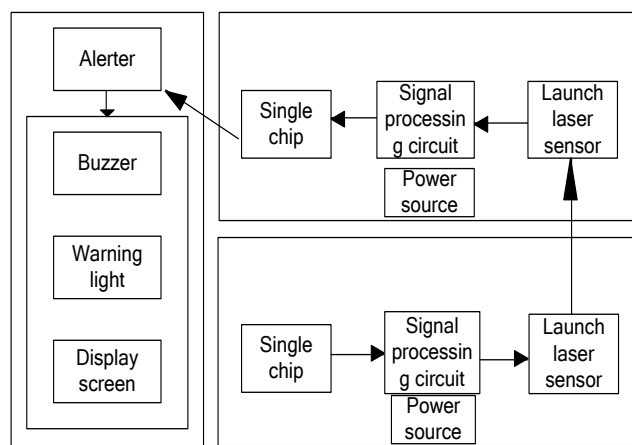 Alerter
Buzzer
Warning
light
Display
screen
Single
chip
Signal
processin
g circuit
Launch
laser
sensor
Power
source
Single
chip
Signal
processin
g circuit
Launch
laser
sensor
Power
source